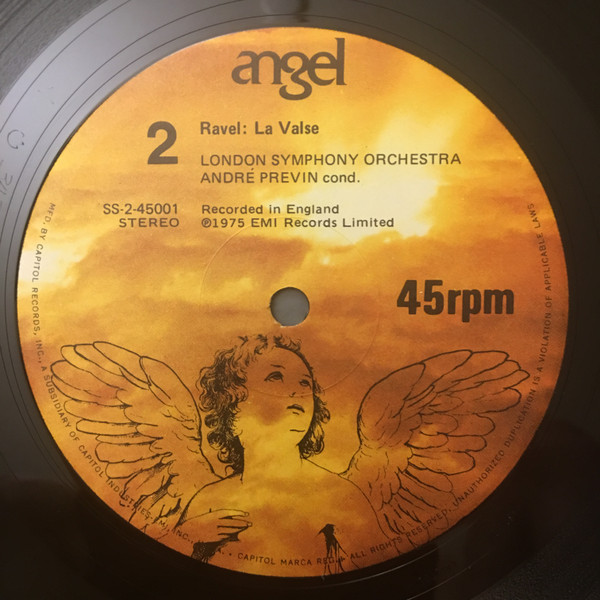 angel
2
Ravel: La Valse
LONDON SYMPHONY ORCHESTRA
ANDRÉ PREVIN cond.
SS-2-45001
STEREO
Recorded in England
℗1975 EMI Records Limited
45rpm
MFD. BY CAPITOL RECORDS, INC., A SUBSIDIARY OF CAPITOL INDUSTRIES-EMI, INC., U.S.A. • CAPITOL MARCA REG. • ALL RIGHTS RESERVED. UNAUTHORIZED DUPLICATION IS A VIOLATION OF APPLICABLE LAWS